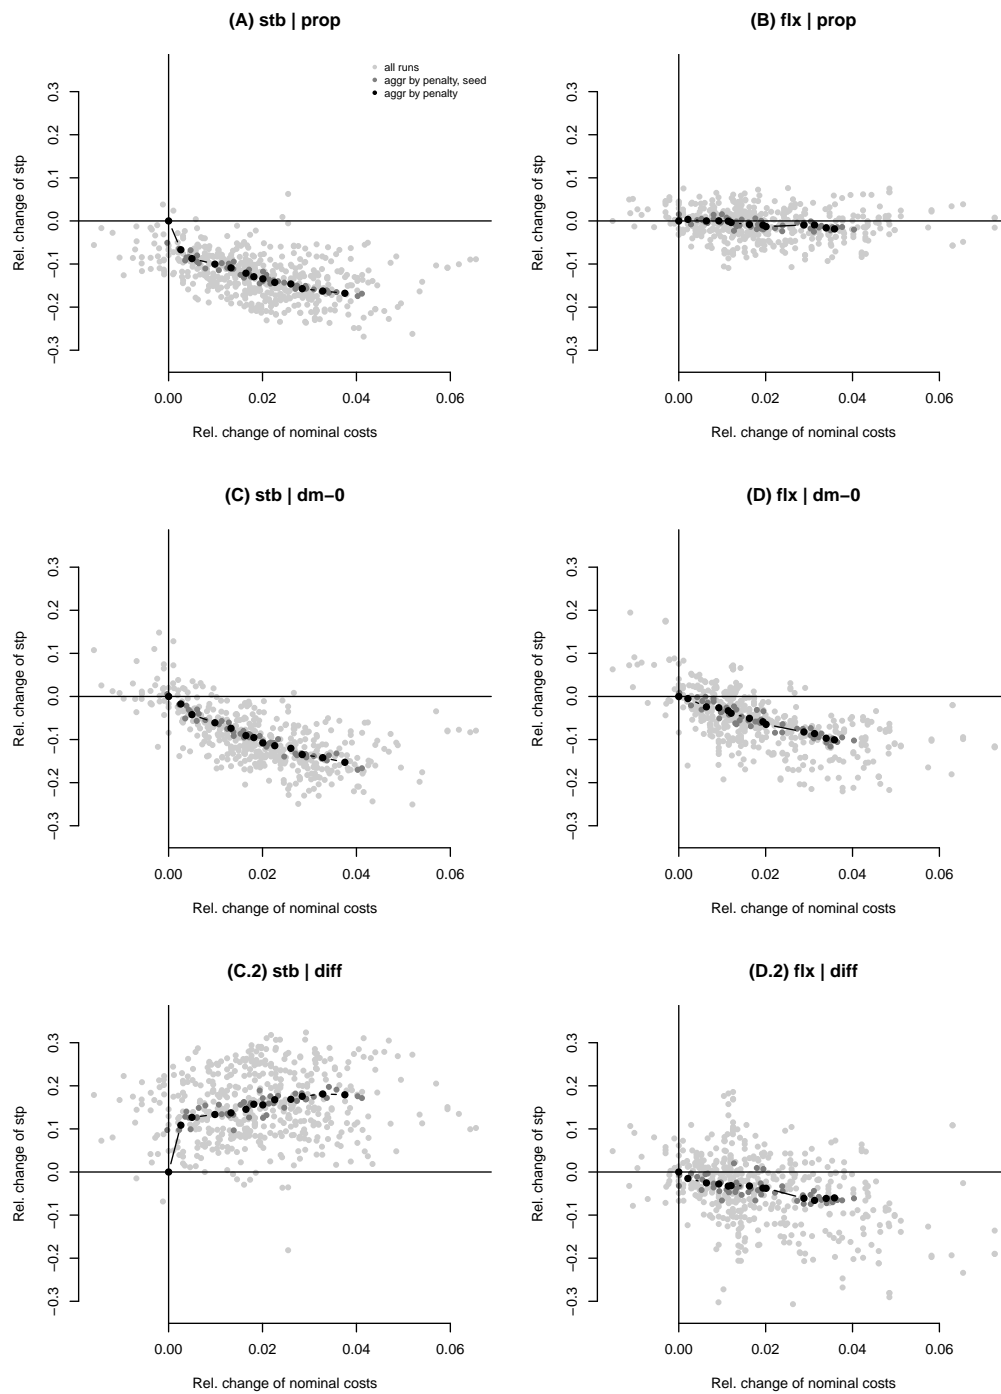 (A) stb | prop
all runs
aggr by penalty, seed
aggr by penalty
Rel. change of stp
0.3
0.2
0.1
0.0
−0.1
−0.2
−0.3
0.00 0.02 0.04 0.06
Rel. change of nominal costs
(B) flx | prop
Rel. change of stp
0.3
0.2
0.1
0.0
−0.1
−0.2
−0.3
0.00 0.02 0.04 0.06
Rel. change of nominal costs
(C) stb | dm−0
Rel. change of stp
0.3
0.2
0.1
0.0
−0.1
−0.2
−0.3
0.00 0.02 0.04 0.06
Rel. change of nominal costs
(D) flx | dm−0
Rel. change of stp
0.3
0.2
0.1
0.0
−0.1
−0.2
−0.3
0.00 0.02 0.04 0.06
Rel. change of nominal costs
(C.2) stb | diff
Rel. change of stp
0.3
0.2
0.1
0.0
−0.1
−0.2
−0.3
0.00 0.02 0.04 0.06
Rel. change of nominal costs
(D.2) flx | diff
Rel. change of stp
0.3
0.2
0.1
0.0
−0.1
−0.2
−0.3
0.00 0.02 0.04 0.06
Rel. change of nominal costs